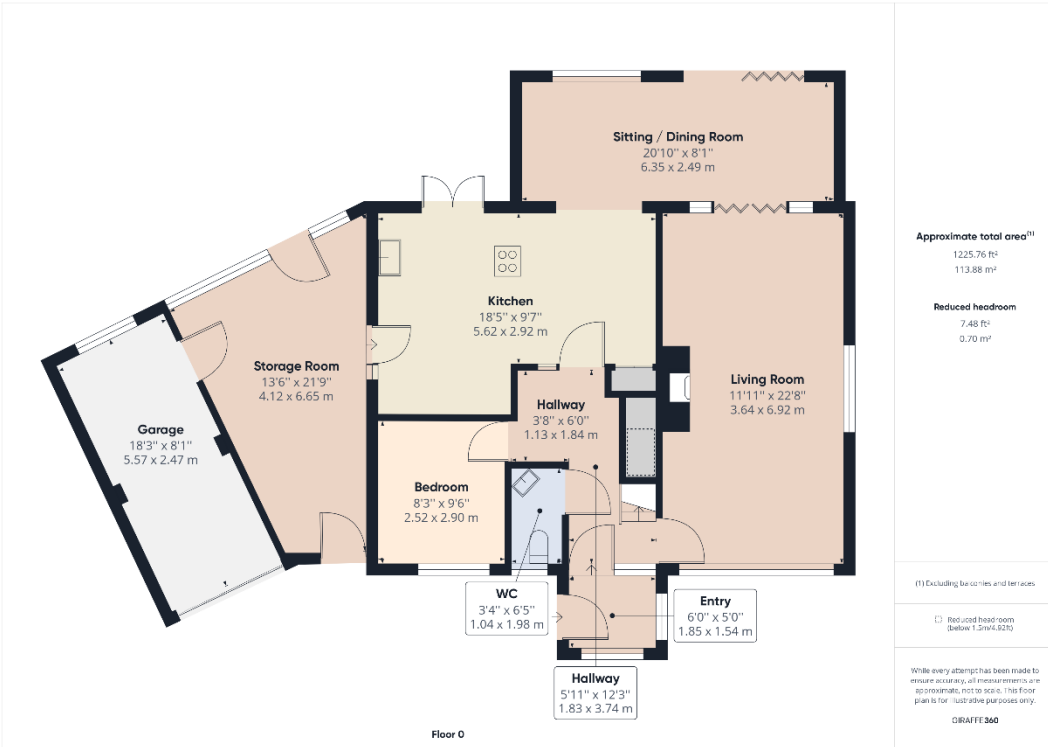 Sitting / Dining Room
20'10" x 8'1"
6.35 x 2.49 m
Kitchen
18'5" x 9'7"
5.62 x 2.92 m
Storage Room
13'6" x 21'9"
4.12 x 6.65 m
Living Room
11'11" x 22'8"
3.64 x 6.92 m
Hallway
3'8" x 6'0"
1.13 x 1.84 m
Garage
18'3" x 8'1"
5.57 x 2.47 m
Bedroom
8'3" x 9'6"
2.52 x 2.90 m
WC
3'4" x 6'5"
1.04 x 1.98 m
Entry
6'0" x 5'0"
1.85 x 1.54 m
Hallway
5'11" x 12'3"
1.83 x 3.74 m
Floor 0
Approximate total area(1)
1225.76 ft²
113.88 m²
Reduced headroom
7.48 ft²
0.70 m²
(1) Excluding balconies and terraces
Reduced headroom
(below 1.5m/4.92ft)
While every attempt has been made to
ensure accuracy, all measurements are
approximate, not to scale. This floor
plan is for illustrative purposes only.
GIRAFFE360